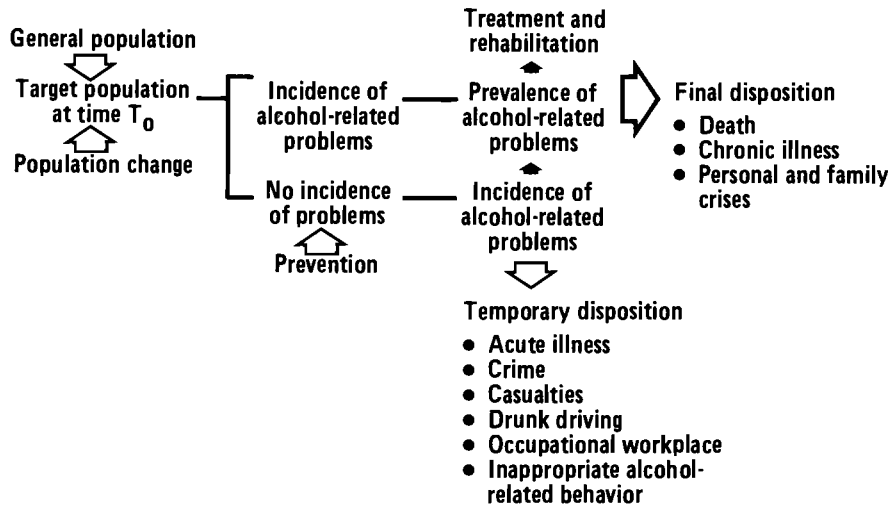 General population
Target population
at time T0
Population change
Incidence of
alcohol-related
problems
No incidence
of problems
Prevention
Treatment and
rehabilitation
Prevalence of
alcohol-related
problems
Incidence of
alcohol-related
problems
Final disposition
● Death
● Chronic illness
● Personal and family
crises
Temporary disposition
● Acute illness
● Crime
● Casualties
● Drunk driving
● Occupational workplace
● Inappropriate alcohol-
related behavior